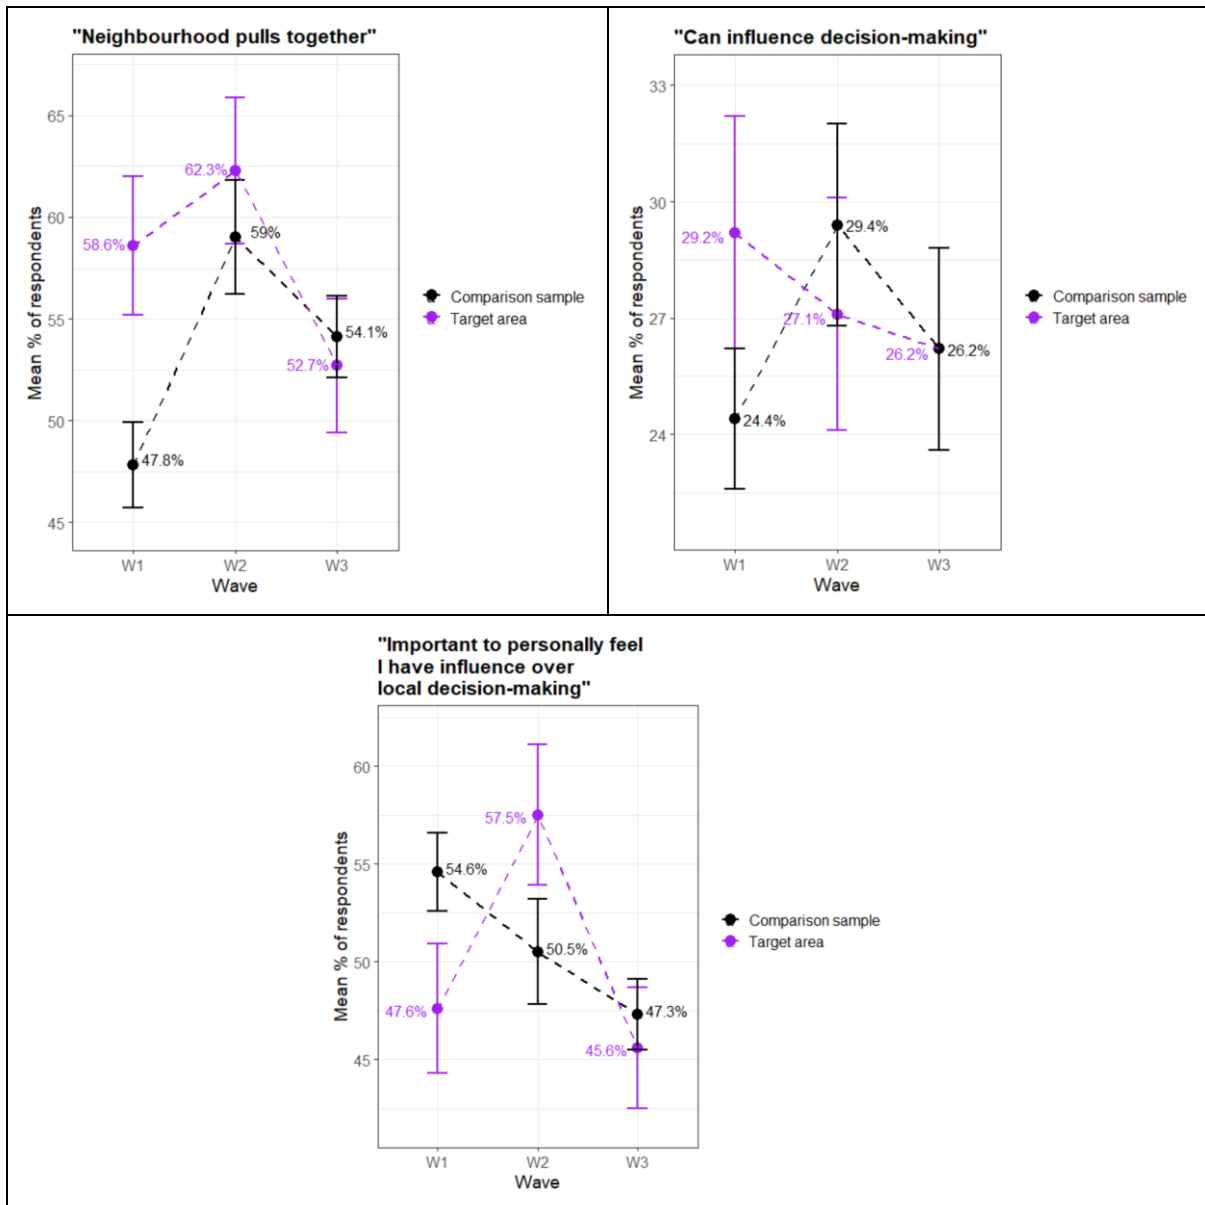 "Neighbourhood pulls together"
Mean % of respondents
65
60
55
50
45
58.6%
62.3%
59%
54.1%
52.7%
47.8%
W1 W2 W3
Wave
Comparison sample
Target area
"Can influence decision-making"
Mean % of respondents
33
30
27
24
29.2%
29.4%
27.1%
26.2%
26.2%
24.4%
W1 W2 W3
Wave
Comparison sample
Target area
"Important to personally feel
I have influence over
local decision-making"
Mean % of respondents
60
55
50
45
57.5%
54.6%
50.5%
47.6%
47.3%
45.6%
W1 W2 W3
Wave
Comparison sample
Target area